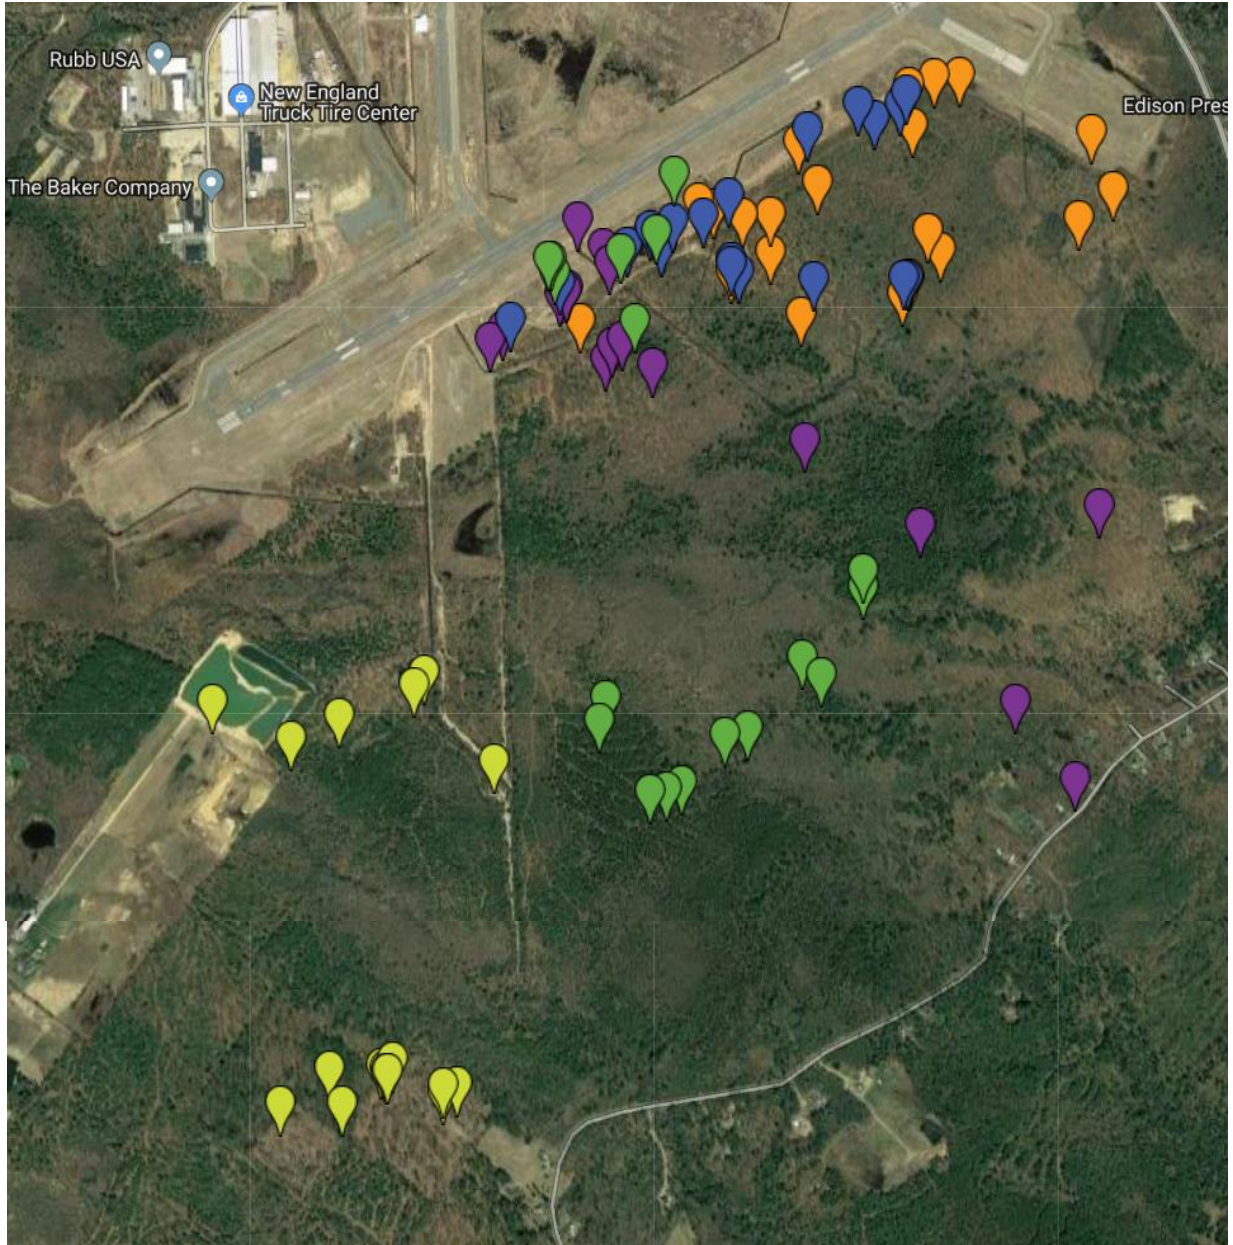 Rubb USA
New England
Truck Tire Center
Edison Pres
The Baker Company